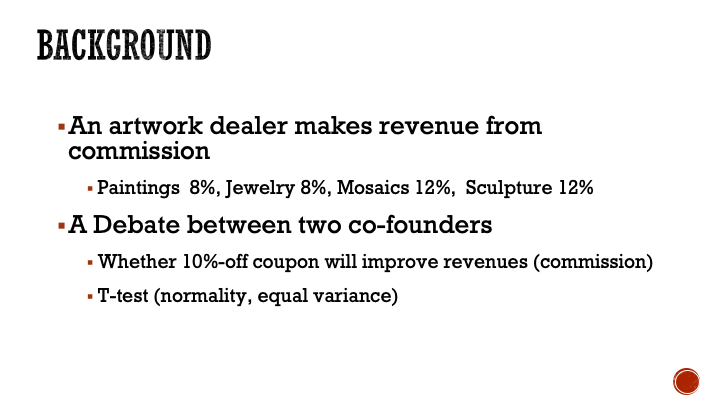 BACKGROUND
▪An artwork dealer makes revenue from
commission
▪Paintings  8%, Jewelry 8%, Mosaics 12%,  Sculpture 12%
▪A Debate between two co-founders
▪Whether 10%-off coupon will improve revenues (commission)
▪T-test (normality, equal variance)